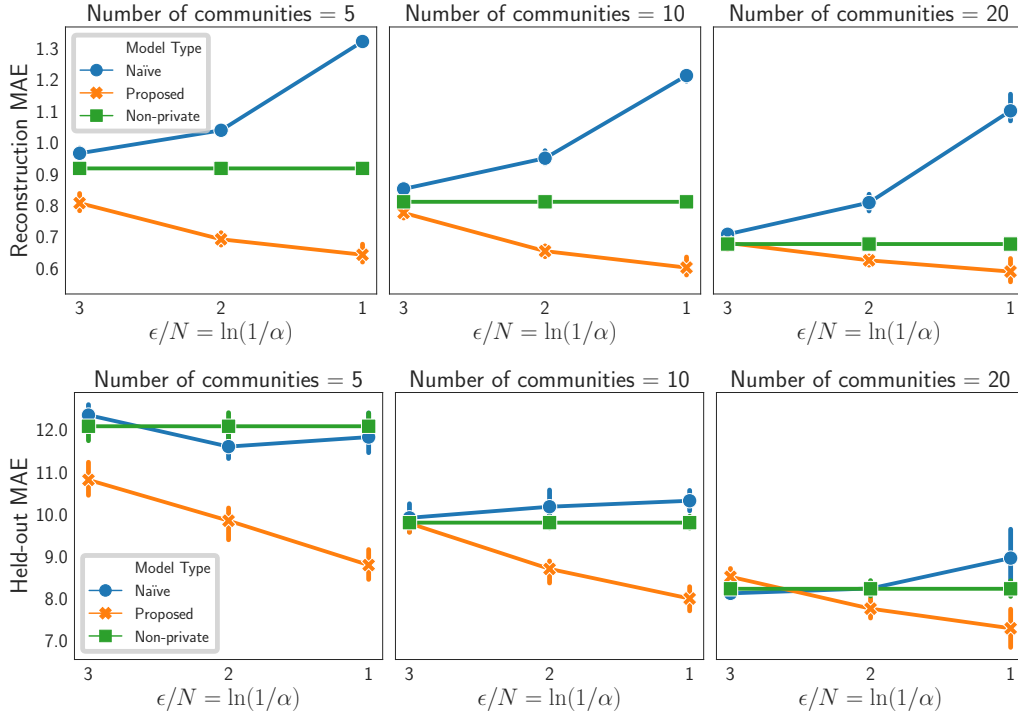 Number of communities = 5
Number of communities = 10
Number of communities = 20
Reconstruction MAE
1.3
1.2
1.1
1.0
0.9
0.8
0.7
0.6
Model Type
Naïve
Proposed
Non-private
3 2 1
3 2 1
3 2 1
ϵ/N = ln(1/α)
ϵ/N = ln(1/α)
ϵ/N = ln(1/α)
Number of communities = 5
Number of communities = 10
Number of communities = 20
Held-out MAE
12.0
11.0
10.0
9.0
8.0
7.0
Model Type
Naïve
Proposed
Non-private
3 2 1
3 2 1
3 2 1
ϵ/N = ln(1/α)
ϵ/N = ln(1/α)
ϵ/N = ln(1/α)